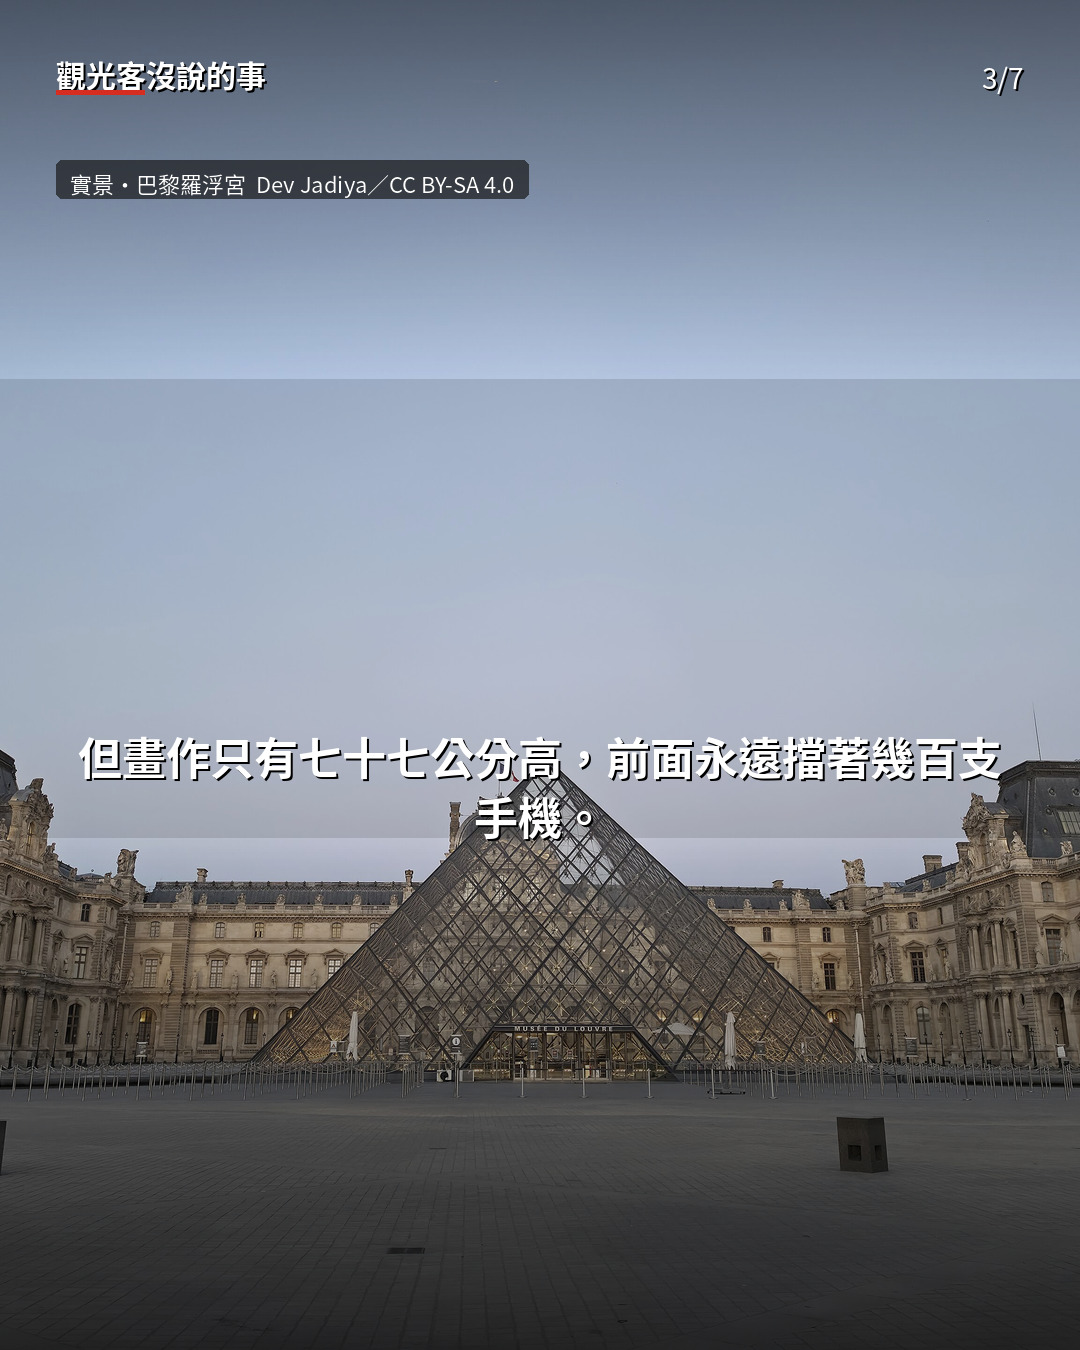 觀光客沒說的事
3/7
實景・巴黎羅浮宮 Dev Jadiya／CC BY-SA 4.0
但畫作只有七十七公分高，前面永遠擋著幾百支
手機。
MUSÉE DU LOUVRE